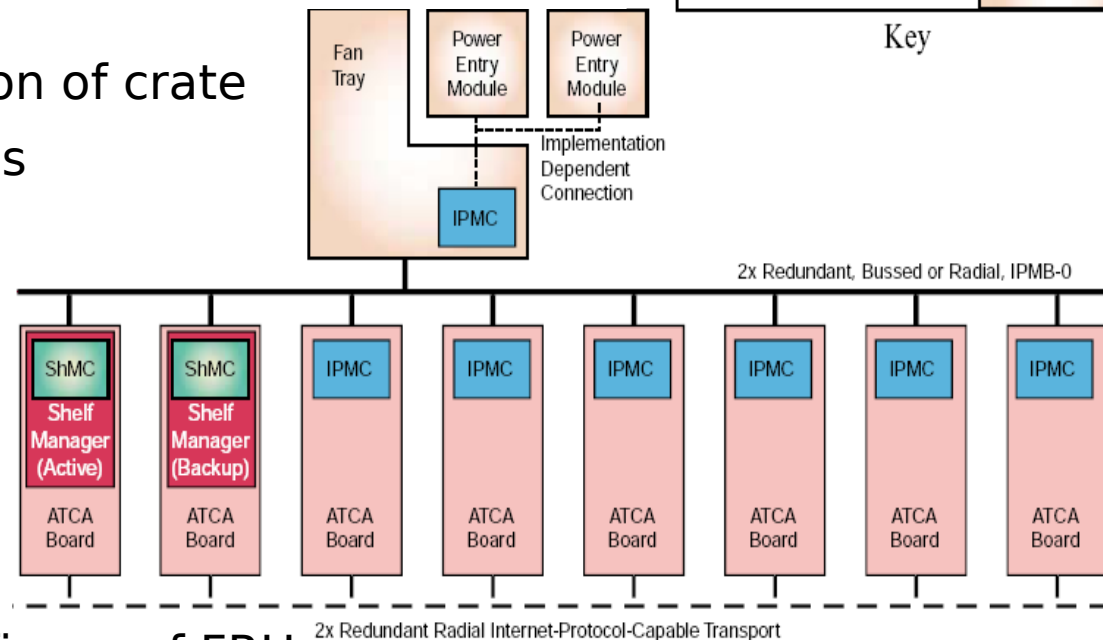 Key
on of crate
s
Fan
Tray
Power
Entry
Module
Power
Entry
Module
Implementation
Dependent
Connection
IPMC
2x Redundant, Bussed or Radial, IPMB-0
ShMC
Shelf
Manager
(Active)
ATCA
Board
ShMC
Shelf
Manager
(Backup)
ATCA
Board
IPMC
ATCA
Board
IPMC
ATCA
Board
IPMC
ATCA
Board
IPMC
ATCA
Board
IPMC
ATCA
Board
IPMC
ATCA
Board
2x Redundant Radial Internet-Protocol-Capable Transport